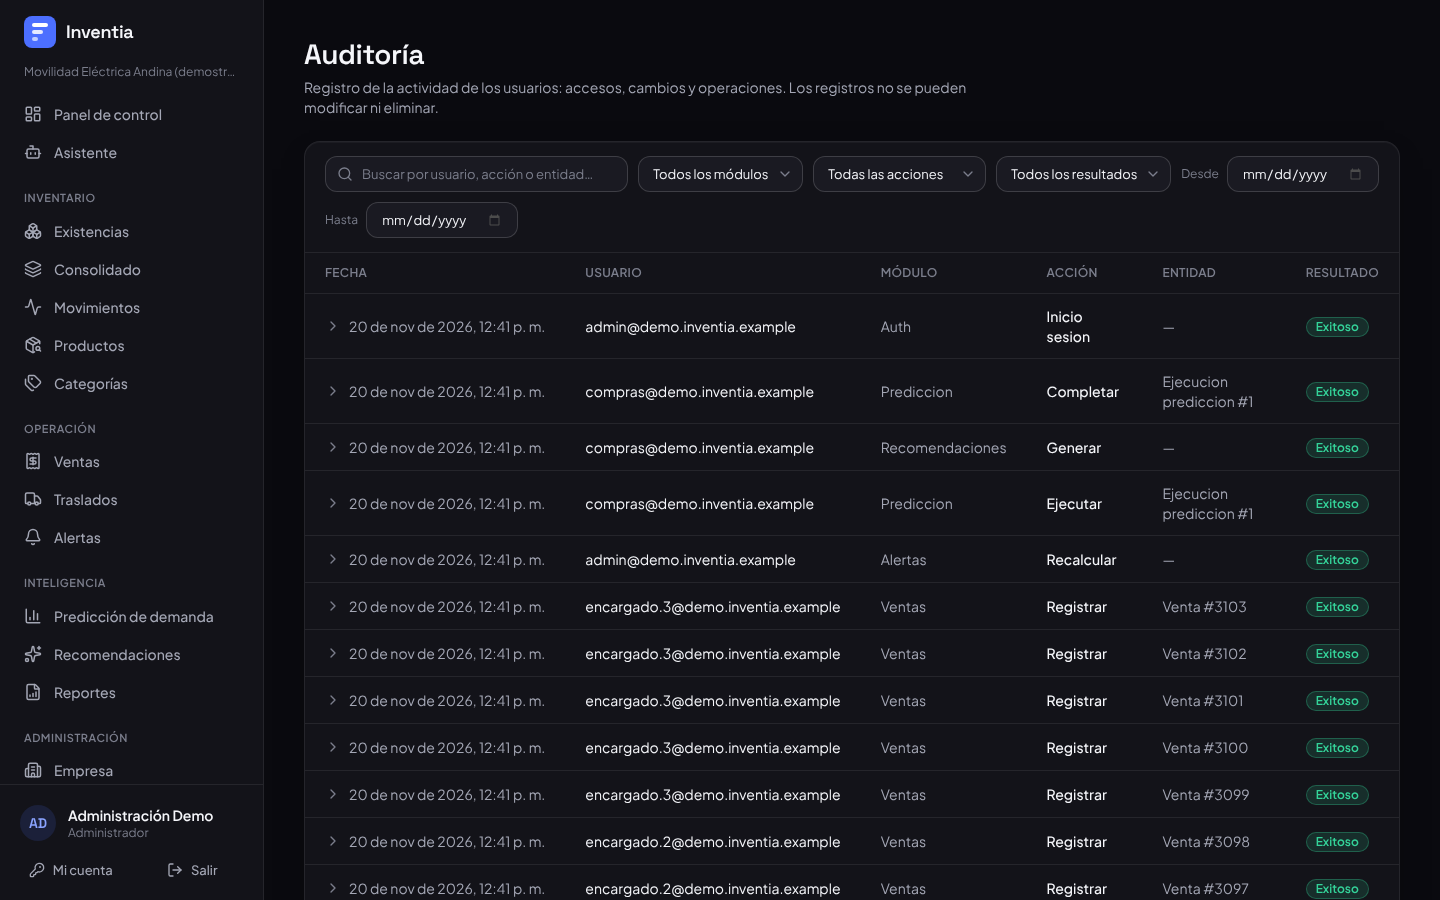 Inventia
Movilidad Eléctrica Andina (demostr...
Panel de control
Asistente
INVENTARIO
Existencias
Consolidado
Movimientos
Productos
Categorías
OPERACIÓN
Ventas
Traslados
Alertas
INTELIGENCIA
Predicción de demanda
Recomendaciones
Reportes
ADMINISTRACIÓN
Empresa
AD
Administración Demo
Administrador
Mi cuenta Salir
Auditoría
Registro de la actividad de los usuarios: accesos, cambios y operaciones. Los registros no se pueden
modificar ni eliminar.
Buscar por usuario, acción o entidad... Todos los módulos Todas las acciones Todos los resultados Desde mm/dd/yyyy
Hasta mm/dd/yyyy
FECHA USUARIO MÓDULO ACCIÓN ENTIDAD RESULTADO
20 de nov de 2026, 12:41 p. m. admin@demo.inventia.example Auth Inicio sesion — Exitoso
20 de nov de 2026, 12:41 p. m. compras@demo.inventia.example Prediccion Completar Ejecucion prediccion #1 Exitoso
20 de nov de 2026, 12:41 p. m. compras@demo.inventia.example Recomendaciones Generar — Exitoso
20 de nov de 2026, 12:41 p. m. compras@demo.inventia.example Prediccion Ejecutar Ejecucion prediccion #1 Exitoso
20 de nov de 2026, 12:41 p. m. admin@demo.inventia.example Alertas Recalcular — Exitoso
20 de nov de 2026, 12:41 p. m. encargado.3@demo.inventia.example Ventas Registrar Venta #3103 Exitoso
20 de nov de 2026, 12:41 p. m. encargado.3@demo.inventia.example Ventas Registrar Venta #3102 Exitoso
20 de nov de 2026, 12:41 p. m. encargado.3@demo.inventia.example Ventas Registrar Venta #3101 Exitoso
20 de nov de 2026, 12:41 p. m. encargado.3@demo.inventia.example Ventas Registrar Venta #3100 Exitoso
20 de nov de 2026, 12:41 p. m. encargado.3@demo.inventia.example Ventas Registrar Venta #3099 Exitoso
20 de nov de 2026, 12:41 p. m. encargado.2@demo.inventia.example Ventas Registrar Venta #3098 Exitoso
20 de nov de 2026, 12:41 p. m. encargado.2@demo.inventia.example Ventas Registrar Venta #3097 Exitoso